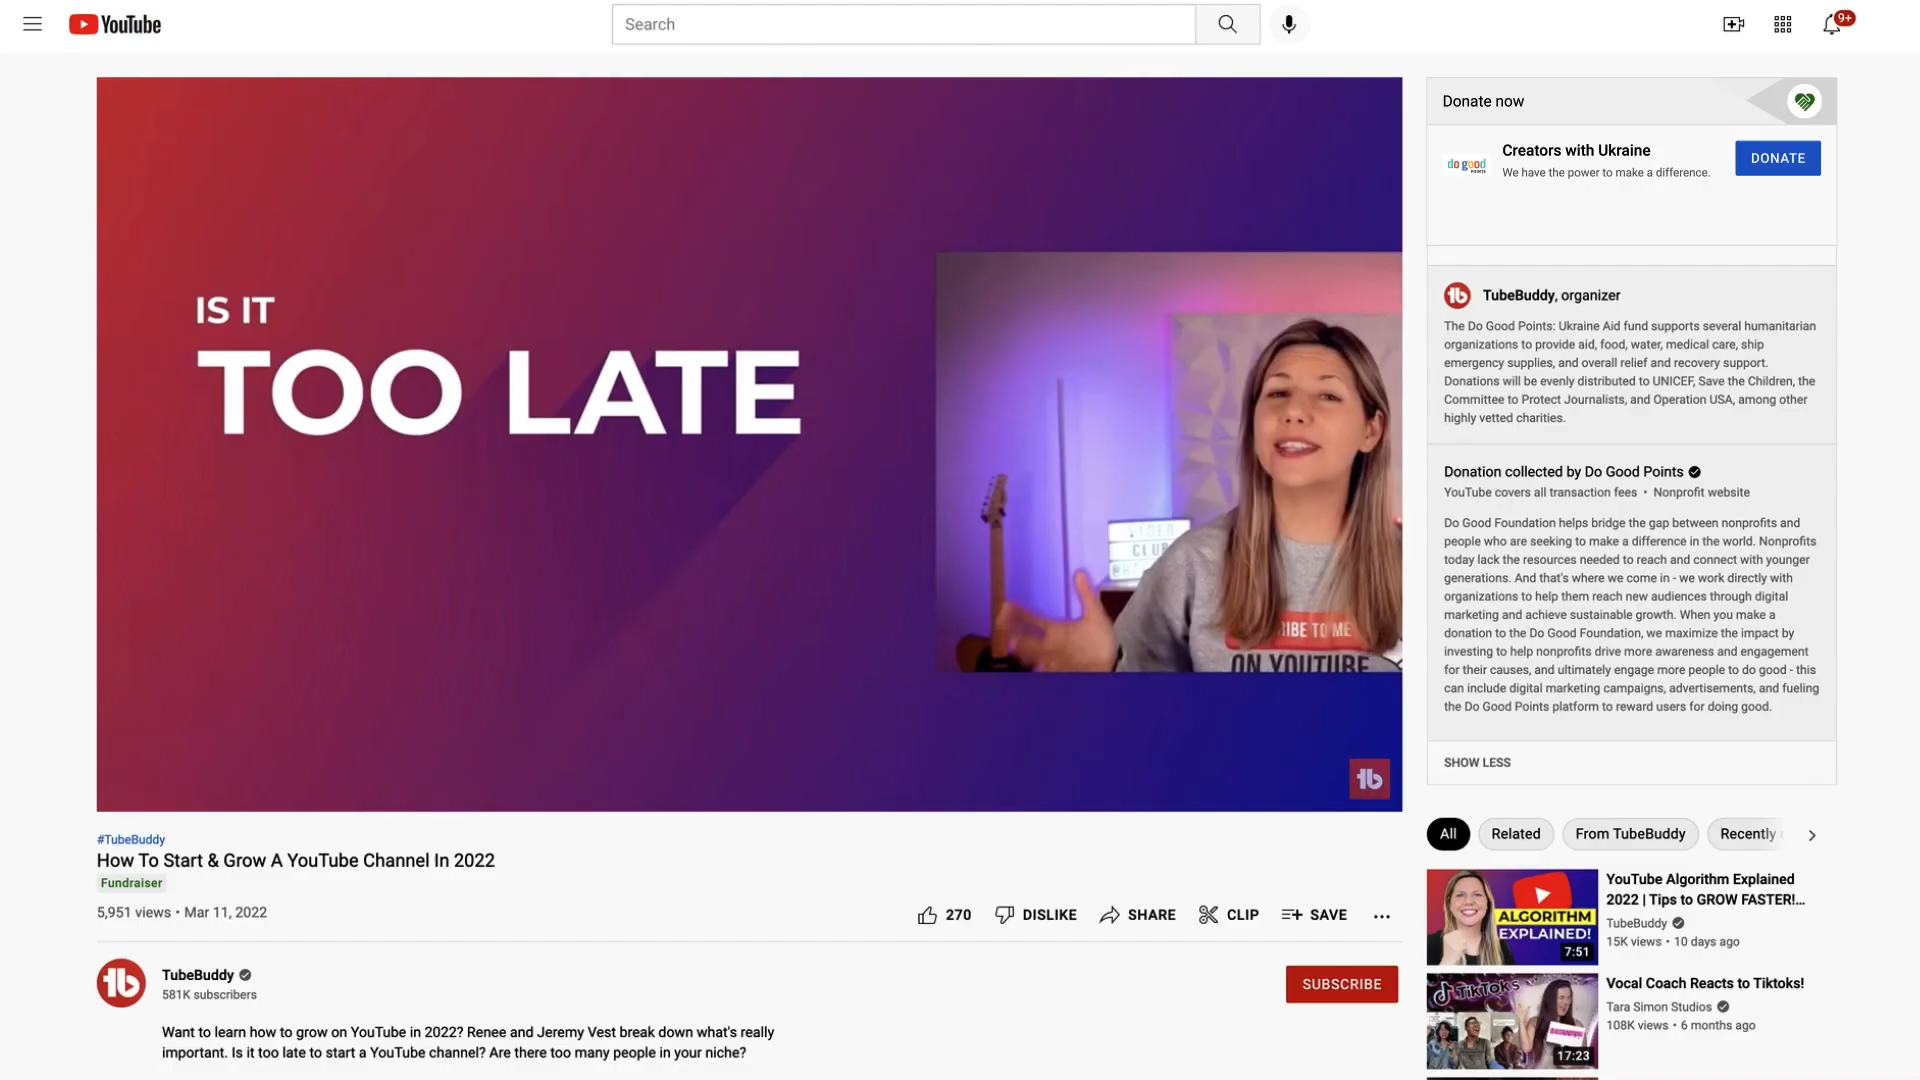 YouTube
Search
9+
IS IT
TOO LATE
VIDEO
CLUB
RIBE TO ME
ON YOUTUBE
tb
#TubeBuddy
How To Start & Grow A YouTube Channel In 2022
Fundraiser
5,951 views • Mar 11, 2022
270
DISLIKE
SHARE
CLIP
SAVE
TubeBuddy
581K subscribers
SUBSCRIBE
Want to learn how to grow on YouTube in 2022? Renee and Jeremy Vest break down what's really
important. Is it too late to start a YouTube channel? Are there too many people in your niche?
Donate now
do good
POINTS
Creators with Ukraine
We have the power to make a difference.
DONATE
TubeBuddy, organizer
The Do Good Points: Ukraine Aid fund supports several humanitarian
organizations to provide aid, food, water, medical care, ship
emergency supplies, and overall relief and recovery support.
Donations will be evenly distributed to UNICEF, Save the Children, the
Committee to Protect Journalists, and Operation USA, among other
highly vetted charities.
Donation collected by Do Good Points
YouTube covers all transaction fees • Nonprofit website
Do Good Foundation helps bridge the gap between nonprofits and
people who are seeking to make a difference in the world. Nonprofits
today lack the resources needed to reach and connect with younger
generations. And that's where we come in - we work directly with
organizations to help them reach new audiences through digital
marketing and achieve sustainable growth. When you make a
donation to the Do Good Foundation, we maximize the impact by
investing to help nonprofits drive more awareness and engagement
for their causes, and ultimately engage more people to do good - this
can include digital marketing campaigns, advertisements, and fueling
the Do Good Points platform to reward users for doing good.
SHOW LESS
All
Related
From TubeBuddy
Recently
ALGORITHM
EXPLAINED!
7:51
YouTube Algorithm Explained
2022 | Tips to GROW FASTER!...
TubeBuddy
15K views • 10 days ago
TikToks
17:23
Vocal Coach Reacts to Tiktoks!
Tara Simon Studios
108K views • 6 months ago